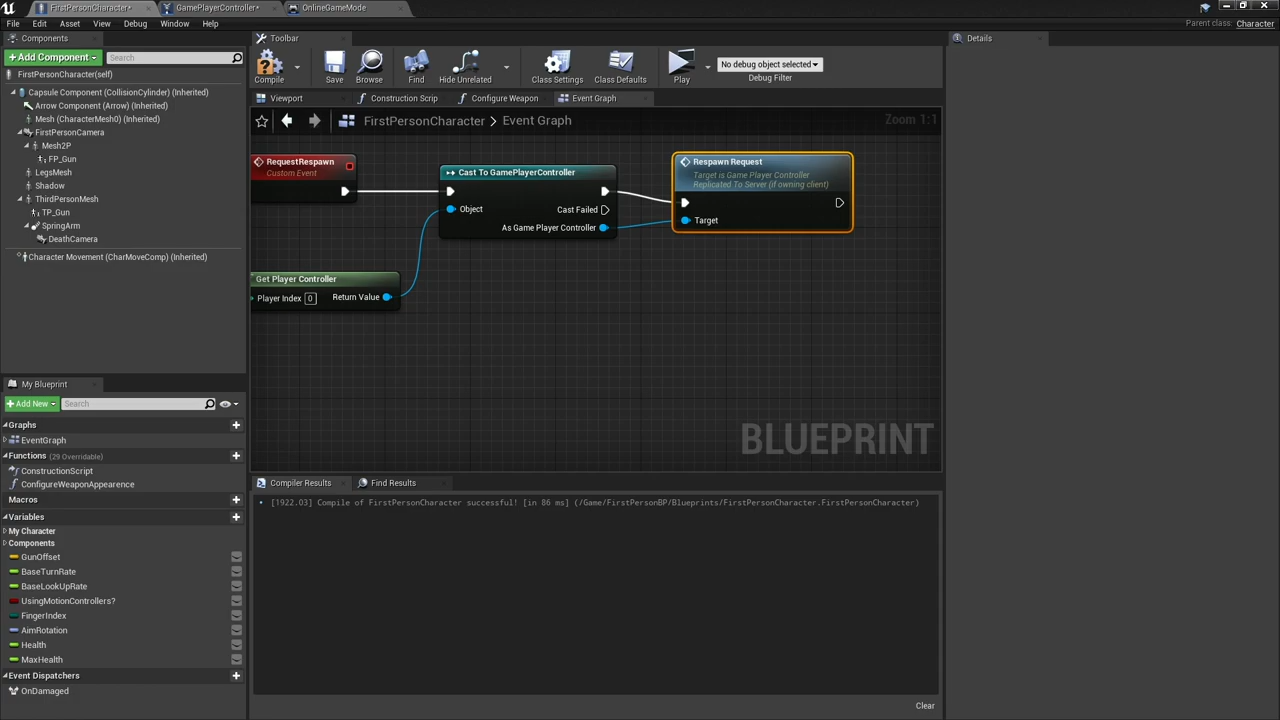 FirstPersonCharacter*
GamePlayerController*
OnlineGameMode
File Edit Asset View Debug Window Help
Parent class: Character
Components
Toolbar
Details
Add Component
Search
FirstPersonCharacter(self)
Capsule Component (CollisionCylinder) (Inherited)
Arrow Component (Arrow) (Inherited)
Mesh (CharacterMesh0) (Inherited)
FirstPersonCamera
Mesh2P
FP_Gun
LegsMesh
Shadow
ThirdPersonMesh
TP_Gun
SpringArm
DeathCamera
Character Movement (CharMoveComp) (Inherited)
Compile
Save
Browse
Find
Hide Unrelated
Class Settings
Class Defaults
Play
No debug object selected
Debug Filter
Viewport
Construction Scrip
Configure Weapon
Event Graph
FirstPersonCharacter > Event Graph
Zoom 1:1
RequestRespawn
Custom Event
Cast To GamePlayerController
Object
Cast Failed
As Game Player Controller
Respawn Request
Target is Game Player Controller
Replicated To Server (if owning client)
Target
Get Player Controller
Player Index 0
Return Value
BLUEPRINT
My Blueprint
Add New
Search
Graphs
EventGraph
Functions (29 Overridable)
ConstructionScript
ConfigureWeaponAppearence
Macros
Variables
My Character
Components
GunOffset
BaseTurnRate
BaseLookUpRate
UsingMotionControllers?
FingerIndex
AimRotation
Health
MaxHealth
Event Dispatchers
OnDamaged
Compiler Results
Find Results
[1922.03] Compile of FirstPersonCharacter successful! [in 86 ms] (/Game/FirstPersonBP/Blueprints/FirstPersonCharacter.FirstPersonCharacter)
Clear